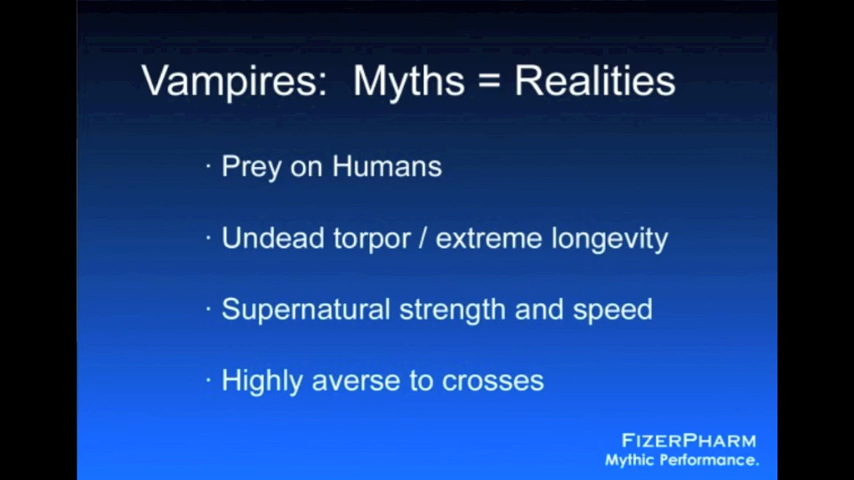 Vampires: Myths = Realities
· Prey on Humans
· Undead torpor / extreme longevity
· Supernatural strength and speed
· Highly averse to crosses
FIZERPHARM
Mythic Performance.